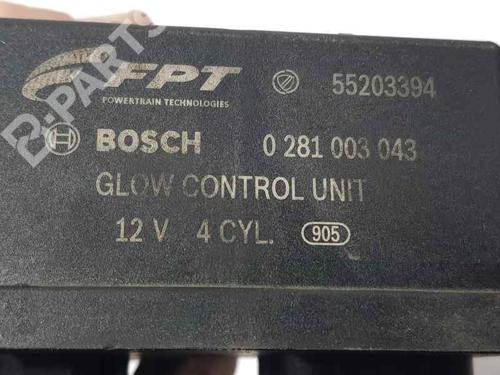 FPT 55203394
POWERTRAIN TECHNOLOGIES
B-PARTS
BOSCH 0 281 003 043
GLOW CONTROL UNIT
12 V 4 CYL. 905